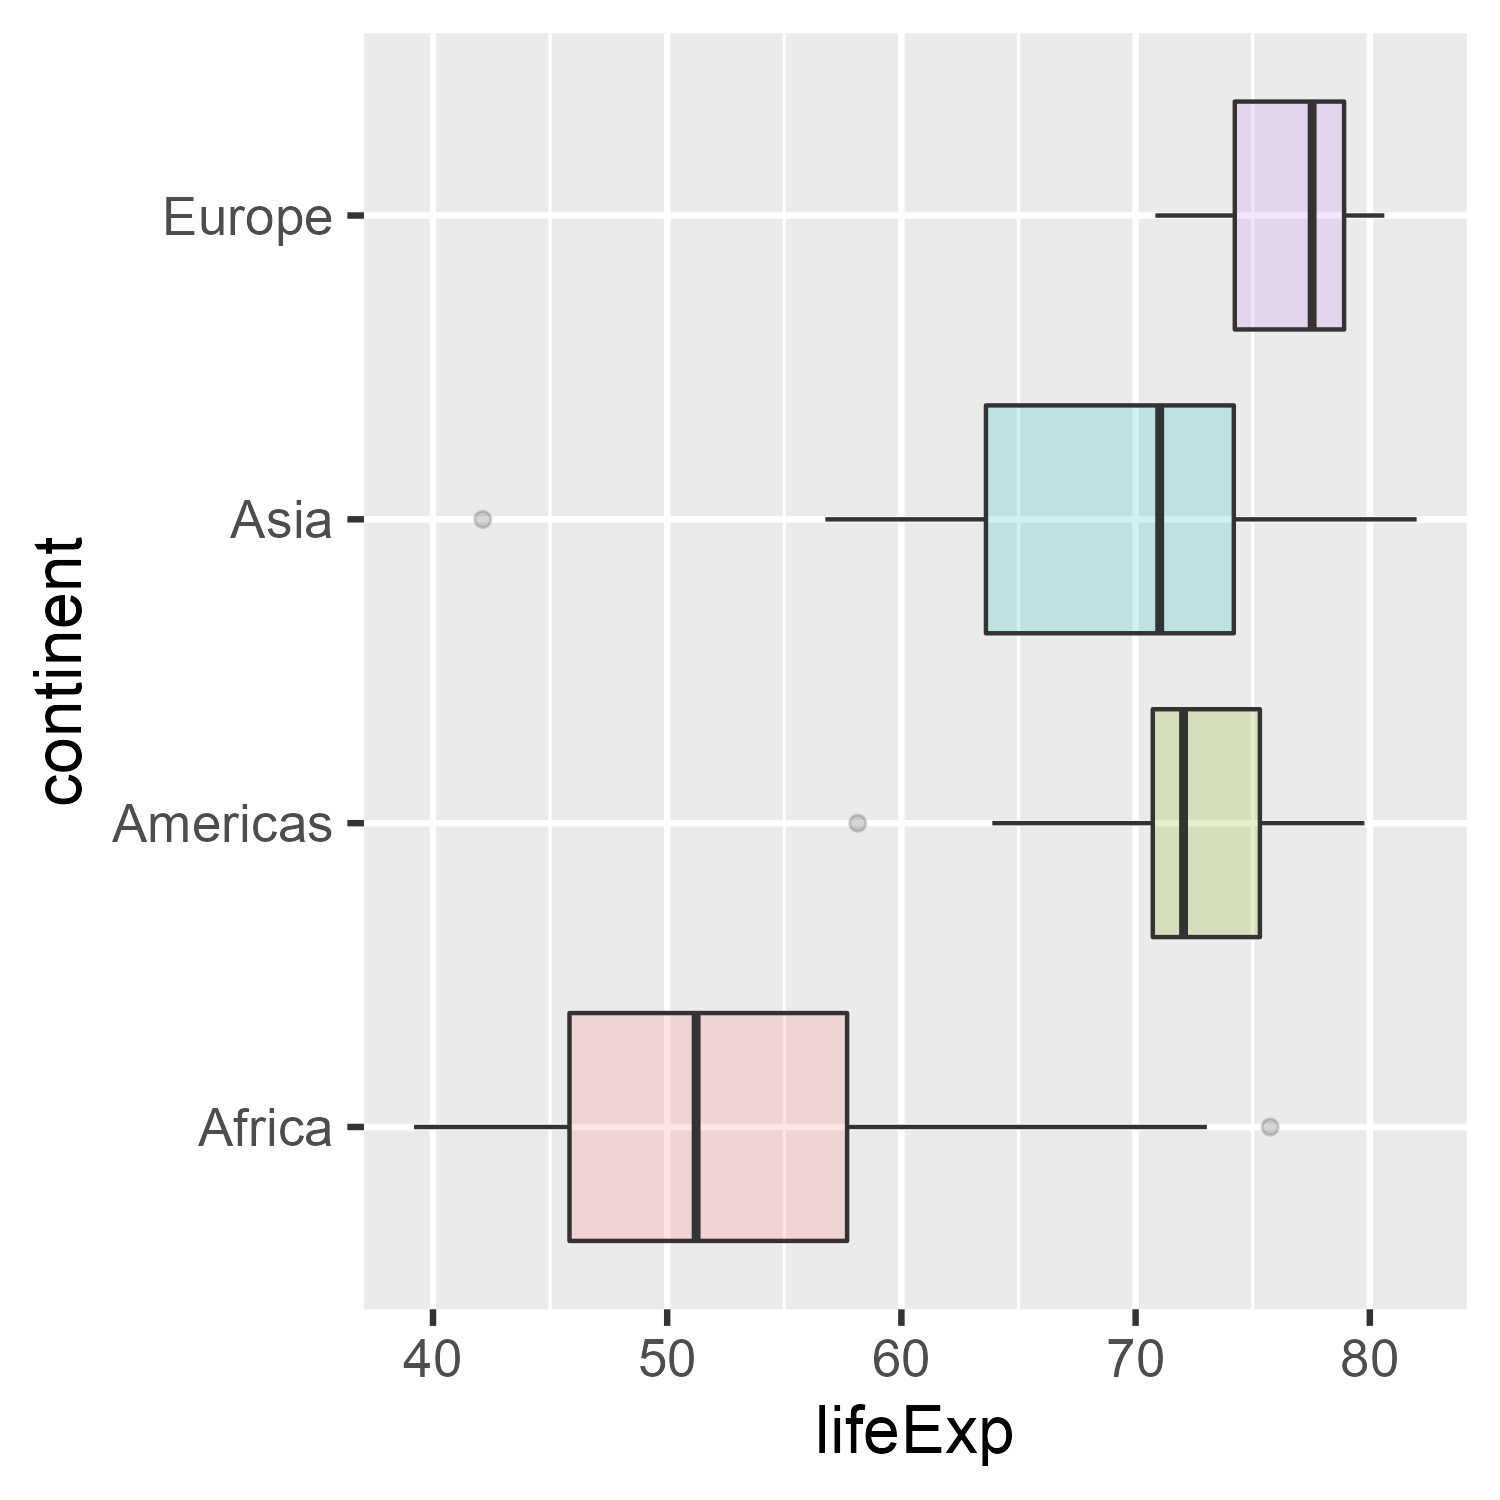 continent
Europe
Asia
Americas
Africa
40 50 60 70 80
lifeExp